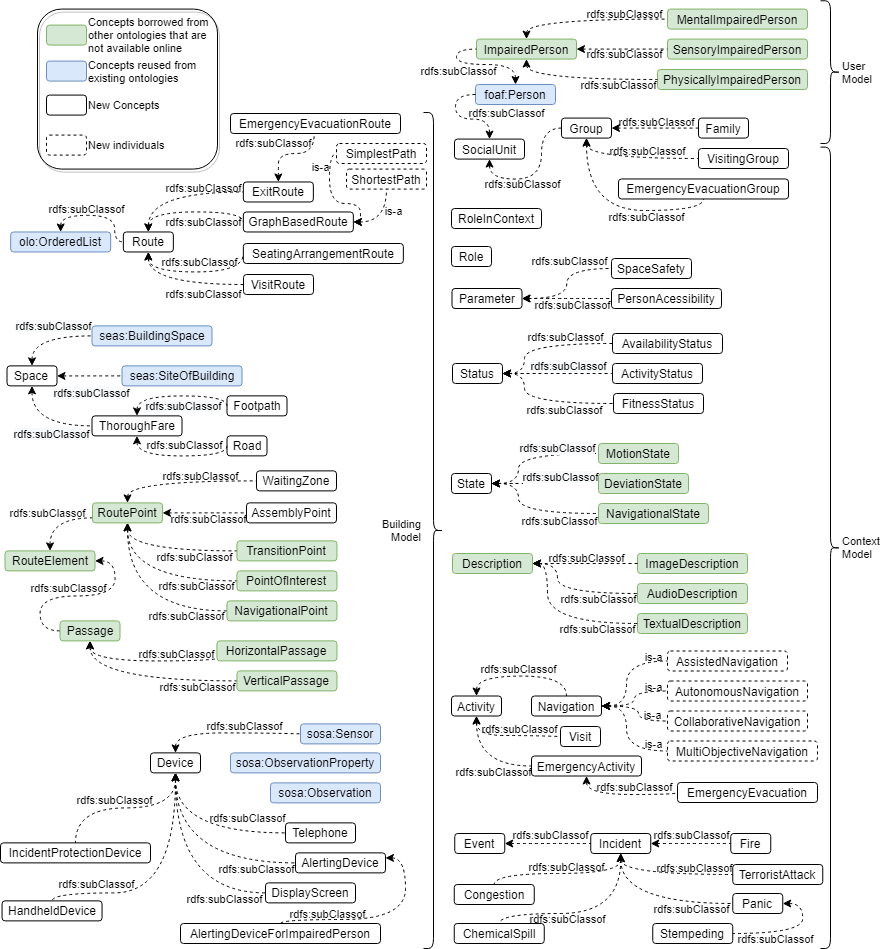 Concepts borrowed from
other ontologies that are
not available online
Concepts reused from
existing ontologies
New Concepts
New individuals
EmergencyEvacuationRoute
rdfs:subClassof
SimplestPath
is-a
ShortestPath
rdfs:subClassof
ExitRoute
is-a
rdfs:subClassof
rdfs:subClassof
GraphBasedRoute
olo:OrderedList
Route
SeatingArrangementRoute
rdfs:subClassof
VisitRoute
rdfs:subClassof
rdfs:subClassof
seas:BuildingSpace
Space
seas:SiteOfBuilding
rdfs:subClassof
rdfs:subClassof
Footpath
ThoroughFare
rdfs:subClassof
rdfs:subClassof
Road
rdfs:subClassof
WaitingZone
rdfs:subClassof
RoutePoint
rdfs:subClassof
AssemblyPoint
RouteElement
TransitionPoint
rdfs:subClassof
rdfs:subClassof
PointOfInterest
rdfs:subClassof
NavigationalPoint
rdfs:subClassof
Passage
HorizontalPassage
rdfs:subClassof
VerticalPassage
rdfs:subClassof
rdfs:subClassof
sosa:Sensor
Device
sosa:ObservationProperty
sosa:Observation
rdfs:subClassof
rdfs:subClassof
Telephone
IncidentProtectionDevice
AlertingDevice
rdfs:subClassof
rdfs:subClassof
DisplayScreen
rdfs:subClassof
HandheldDevice
rdfs:subClassof
AlertingDeviceForImpairedPerson
Building
Model
rdfs:subClassof
MentalImpairedPerson
ImpairedPerson
rdfs:subClassof
SensoryImpairedPerson
rdfs:subClassof
rdfs:subClassof
PhysicallyImpairedPerson
foaf:Person
rdfs:subClassof
User
Model
Group
rdfs:subClassof
Family
SocialUnit
rdfs:subClassof
VisitingGroup
rdfs:subClassof
EmergencyEvacuationGroup
rdfs:subClassof
RoleInContext
Role
rdfs:subClassof
SpaceSafety
Parameter
rdfs:subClassof
PersonAcessibility
rdfs:subClassof
AvailabilityStatus
Status
rdfs:subClassof
ActivityStatus
rdfs:subClassof
FitnessStatus
rdfs:subClassof
MotionState
State
rdfs:subClassof
DeviationState
rdfs:subClassof
NavigationalState
Description
rdfs:subClassof
ImageDescription
rdfs:subClassof
AudioDescription
rdfs:subClassof
TextualDescription
Context
Model
rdfs:subClassof
is-a
AssistedNavigation
Activity
Navigation
is-a
AutonomousNavigation
is-a
CollaborativeNavigation
rdfs:subClassof
Visit
is-a
MultiObjectiveNavigation
rdfs:subClassof
EmergencyActivity
rdfs:subClassof
EmergencyEvacuation
Event
rdfs:subClassof
Incident
rdfs:subClassof
Fire
rdfs:subClassof
rdfs:subClassof
TerroristAttack
Congestion
rdfs:subClassof
Panic
rdfs:subClassof
ChemicalSpill
Stempeding
rdfs:subClassof